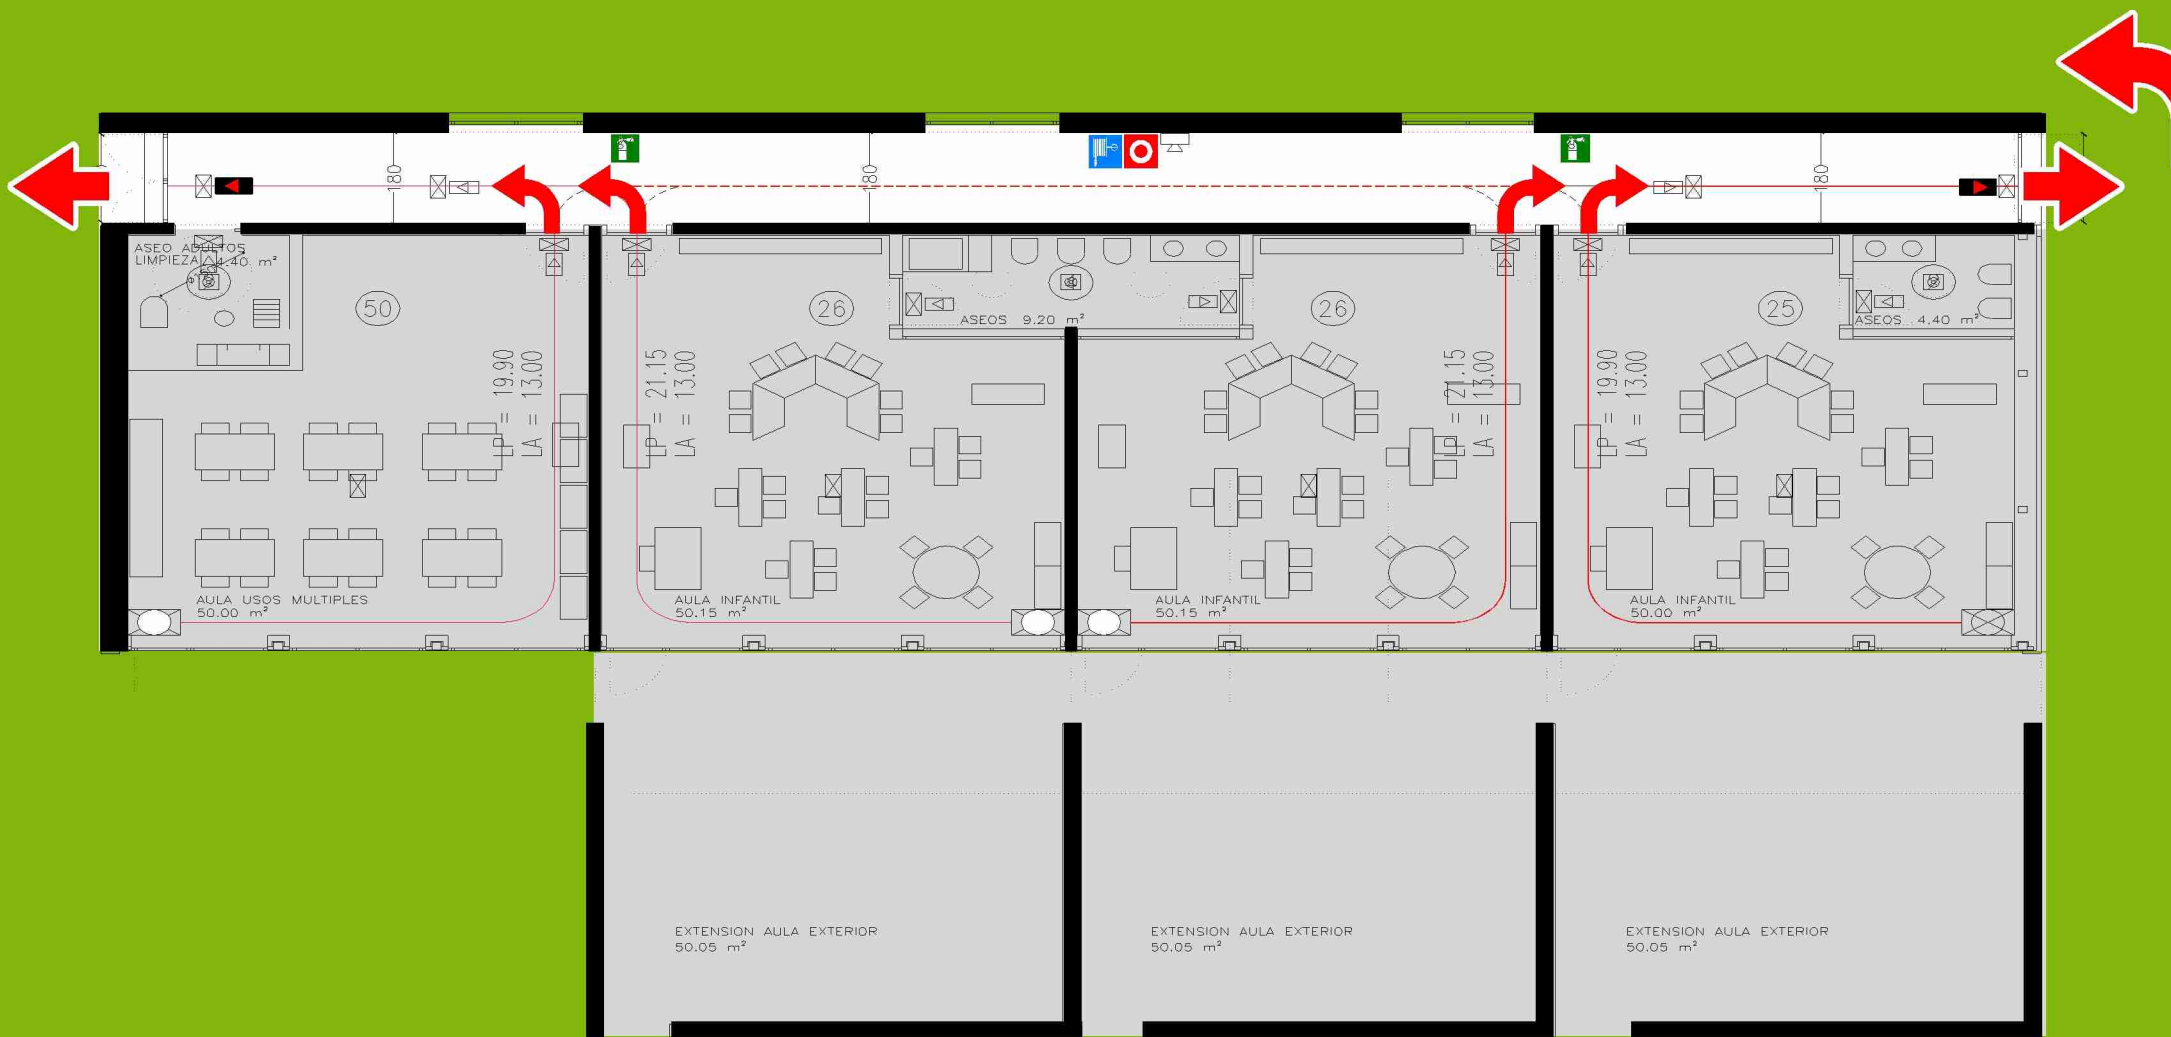 180
180
180
ASEO ADULTOS
LIMPIEZA 4.40 m²
50
26
ASEOS 9.20 m²
26
25
ASEOS 4.40 m²
LP = 19.90
LA = 13.00
LP = 21.15
LA = 13.00
LP = 21.15
LA = 13.00
LP = 19.90
LA = 13.00
AULA USOS MULTIPLES
50.00 m²
AULA INFANTIL
50.15 m²
AULA INFANTIL
50.15 m²
AULA INFANTIL
50.00 m²
EXTENSION AULA EXTERIOR
50.05 m²
EXTENSION AULA EXTERIOR
50.05 m²
EXTENSION AULA EXTERIOR
50.05 m²